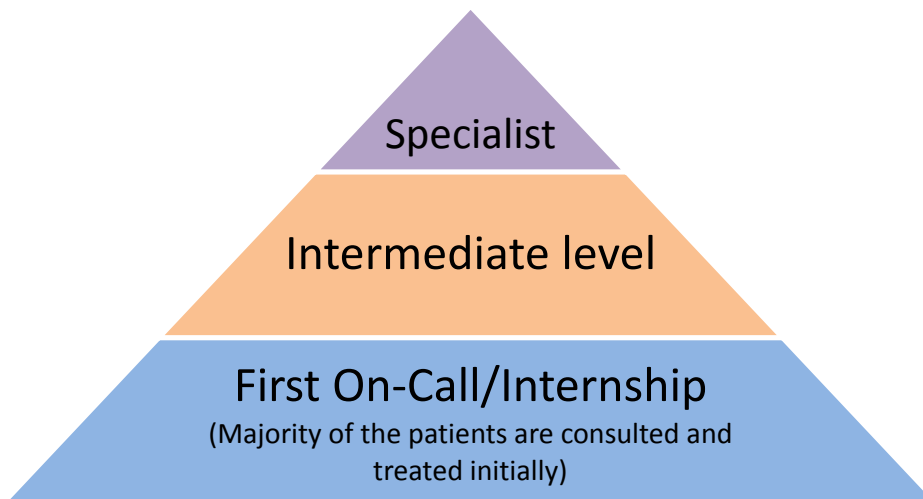 Specialist
Intermediate level
First On-Call/Internship
(Majority of the patients are consulted and
treated initially)